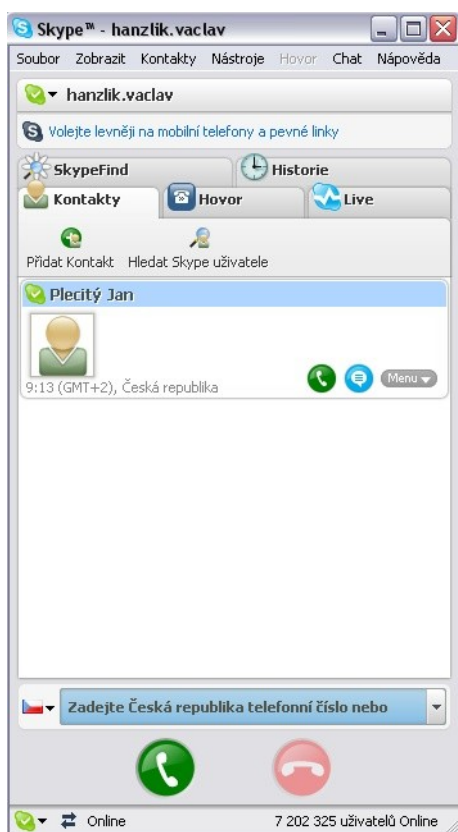 Skype™ - hanzlik.vaclav
Soubor Zobrazit Kontakty Nástroje Hovor Chat Nápověda
hanzlik.vaclav
Volejte levněji na mobilní telefony a pevné linky
SkypeFind Historie
Kontakty Hovor Live
Přidat Kontakt Hledat Skype uživatele
Plecitý Jan
9:13 (GMT+2), Česká republika Menu
Zadejte Česká republika telefonní číslo nebo
Online 7 202 325 uživatelů Online